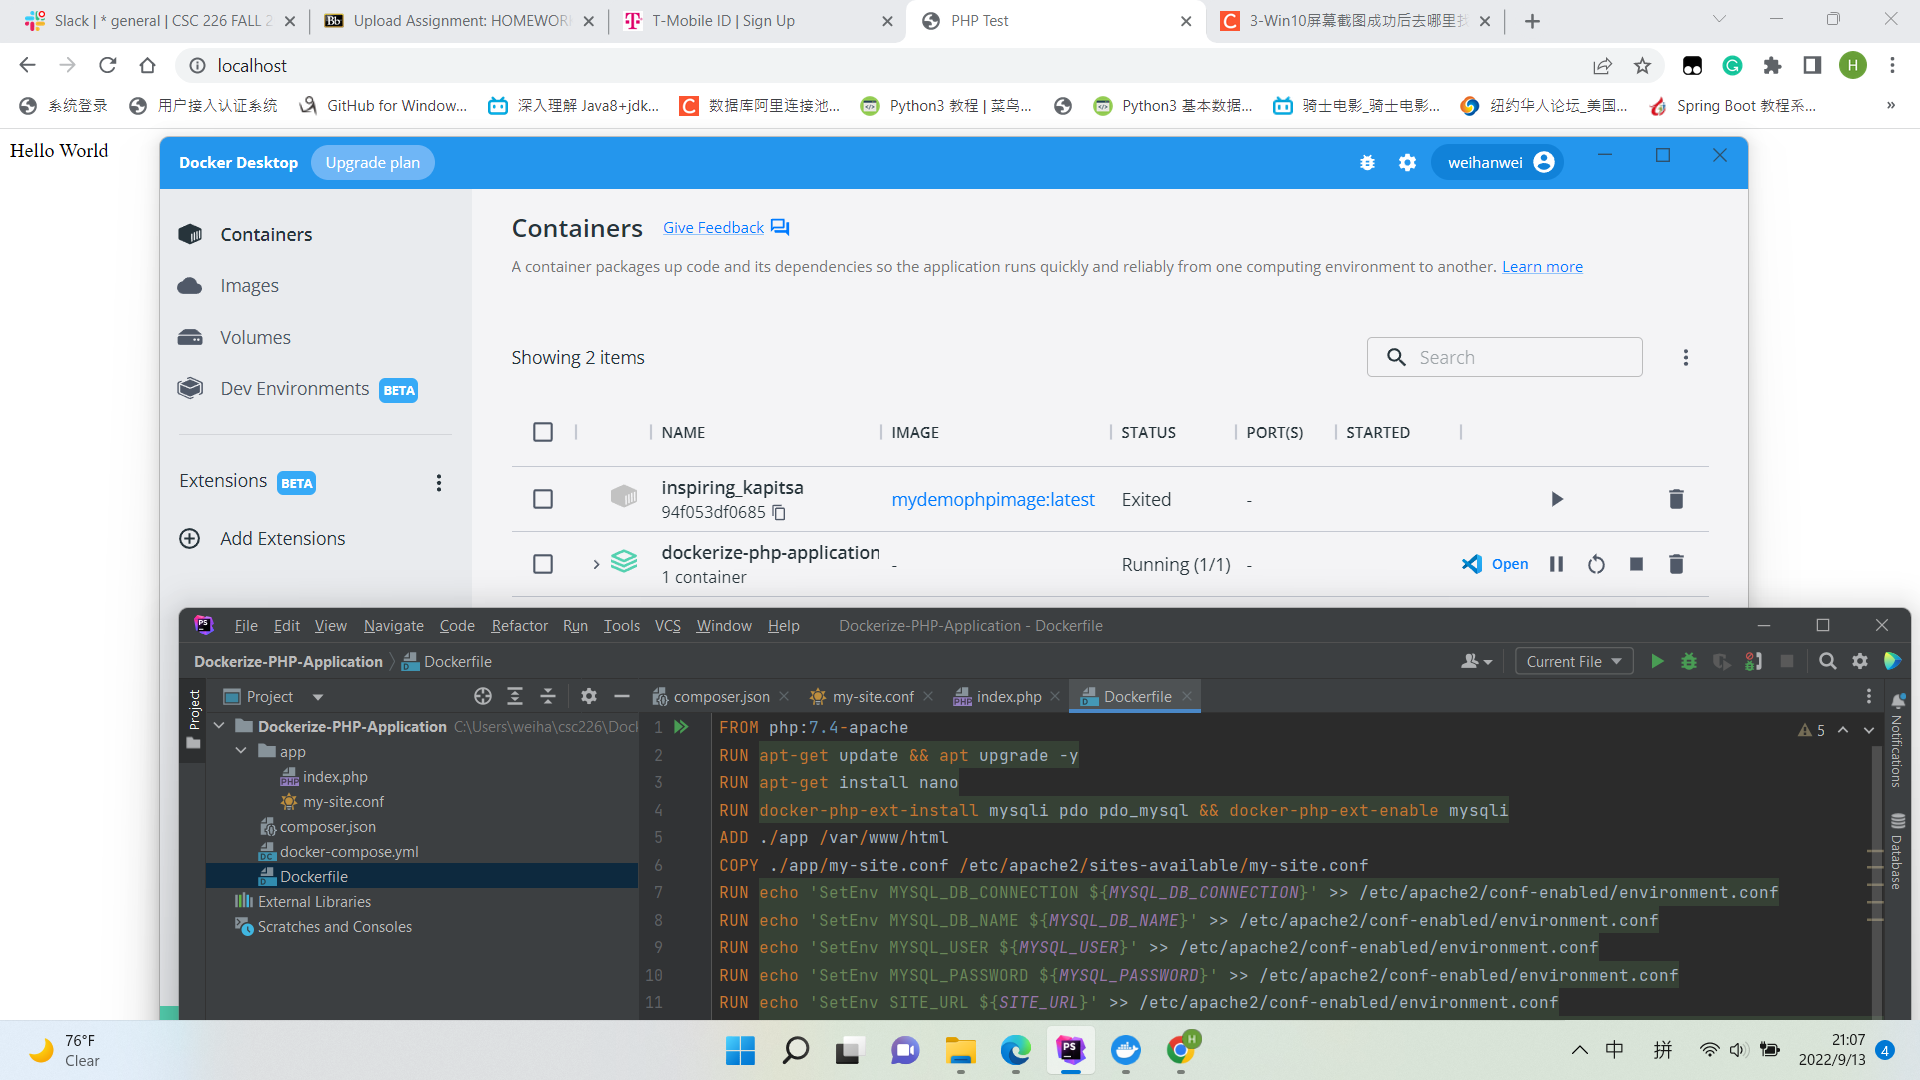 Slack | * general | CSC 226 FALL 2
Upload Assignment: HOMEWOR
T-Mobile ID | Sign Up
PHP Test
3-Win10屏幕截图成功后去哪里找
localhost
H
系统登录
用户接入认证系统
GitHub for Window...
深入理解 Java8+jdk...
数据库阿里连接池...
Python3 教程 | 菜鸟...
Python3 基本数据...
骑士电影_骑士电影...
纽约华人论坛_美国...
Spring Boot 教程系...
»
Hello World
Docker Desktop
Upgrade plan
weihanwei
Containers
Images
Volumes
Dev Environments BETA
Extensions BETA
Add Extensions
Containers
Give Feedback
A container packages up code and its dependencies so the application runs quickly and reliably from one computing environment to another. Learn more
Showing 2 items
Search
NAME IMAGE STATUS PORT(S) STARTED
inspiring_kapitsa
94f053df0685
mydemophpimage:latest Exited -
dockerize-php-application
1 container
- Running (1/1) - Open
PS File Edit View Navigate Code Refactor Run Tools VCS Window Help Dockerize-PHP-Application - Dockerfile
Dockerize-PHP-Application Dockerfile
Current File
Project
Project
composer.json my-site.conf index.php Dockerfile
Dockerize-PHP-Application C:\Users\weiha\csc226\Docl
app
index.php
my-site.conf
composer.json
docker-compose.yml
Dockerfile
External Libraries
Scratches and Consoles
5
Notifications
Database
1 FROM php:7.4-apache
2 RUN apt-get update && apt upgrade -y
3 RUN apt-get install nano
4 RUN docker-php-ext-install mysqli pdo pdo_mysql && docker-php-ext-enable mysqli
5 ADD ./app /var/www/html
6 COPY ./app/my-site.conf /etc/apache2/sites-available/my-site.conf
7 RUN echo 'SetEnv MYSQL_DB_CONNECTION ${MYSQL_DB_CONNECTION}' >> /etc/apache2/conf-enabled/environment.conf
8 RUN echo 'SetEnv MYSQL_DB_NAME ${MYSQL_DB_NAME}' >> /etc/apache2/conf-enabled/environment.conf
9 RUN echo 'SetEnv MYSQL_USER ${MYSQL_USER}' >> /etc/apache2/conf-enabled/environment.conf
10 RUN echo 'SetEnv MYSQL_PASSWORD ${MYSQL_PASSWORD}' >> /etc/apache2/conf-enabled/environment.conf
11 RUN echo 'SetEnv SITE_URL ${SITE_URL}' >> /etc/apache2/conf-enabled/environment.conf
76°F
Clear
中
拼
21:07
2022/9/13
4